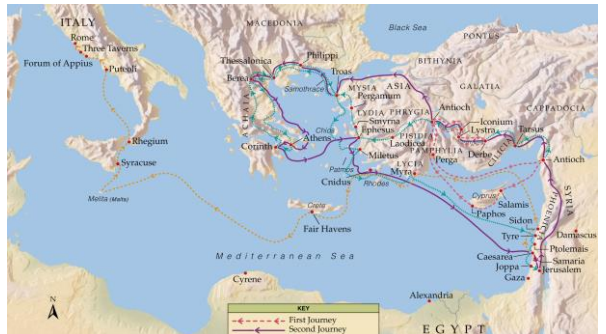 ITALY
Rome
Three Taverns
Forum of Appius
Puteoli
Rhegium
Syracuse
Melita (Malta)
MACEDONIA
Philippi
Thessalonica
Berea
Samothrace
Troas
ACHAIA
Athens
Corinth
Chios
Black Sea
PONTUS
BITHYNIA
GALATIA
CAPPADOCIA
MYSIA
ASIA
Pergamum
LYDIA
PHRYGIA
Smyrna
Ephesus
Antioch
Iconium
Lystra
Derbe
Tarsus
CILICIA
PISIDIA
Laodicea
PAMPHYLIA
Perga
Miletus
Patmos
LYCIA
Myra
Cnidus
Rhodes
Antioch
SYRIA
Cyprus
Salamis
Paphos
PHOENICIA
Sidon
Tyre
Damascus
Ptolemais
Caesarea
Samaria
Joppa
Jerusalem
Gaza
Crete
Fair Havens
Mediterranean Sea
Cyrene
Alexandria
EGYPT
N
KEY
First Journey
Second Journey